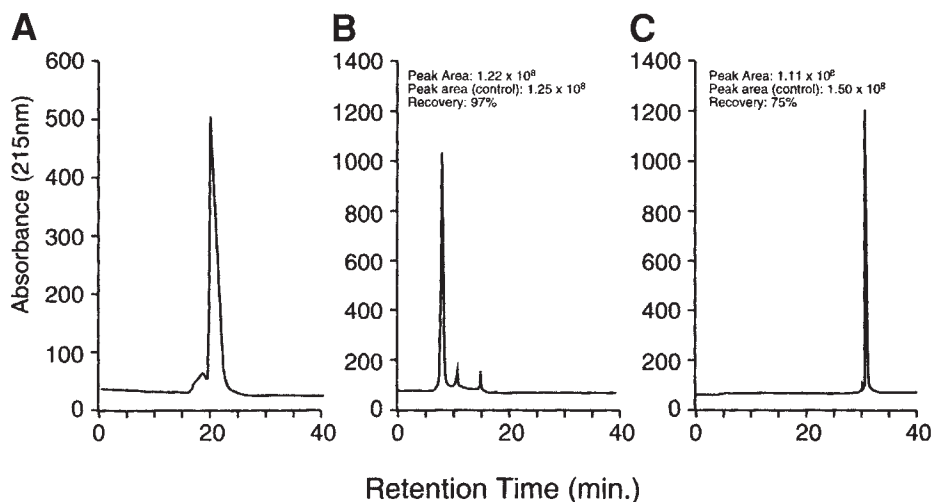 A
B
C
600
500
400
300
200
100
0
0
20
40
Absorbance (215nm)
1400
1200
1000
800
600
400
200
0
0
20
40
Peak Area: 1.22 x 10⁸
Peak area (control): 1.25 x 10⁸
Recovery: 97%
1400
1200
1000
800
600
400
200
0
0
20
40
Peak Area: 1.11 x 10⁸
Peak area (control): 1.50 x 10⁸
Recovery: 75%
Retention Time (min.)